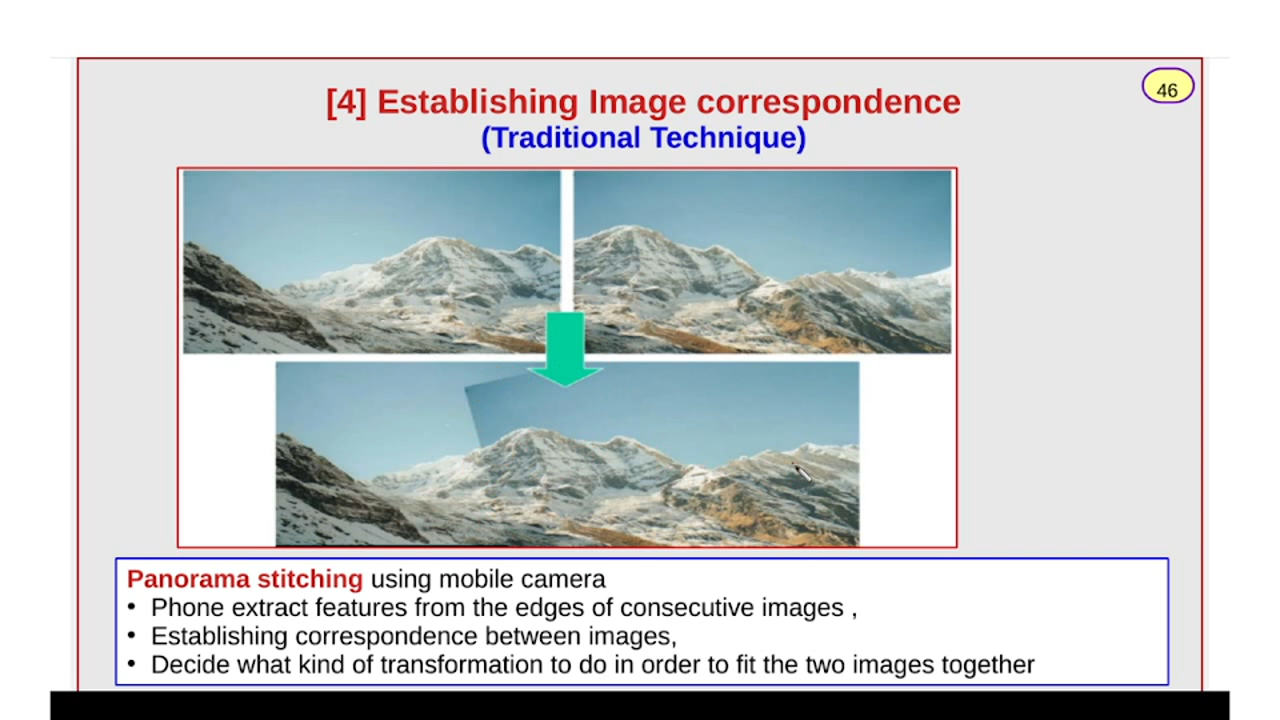 46
[4] Establishing Image correspondence
(Traditional Technique)
Panorama stitching using mobile camera
• Phone extract features from the edges of consecutive images ,
• Establishing correspondence between images,
• Decide what kind of transformation to do in order to fit the two images together